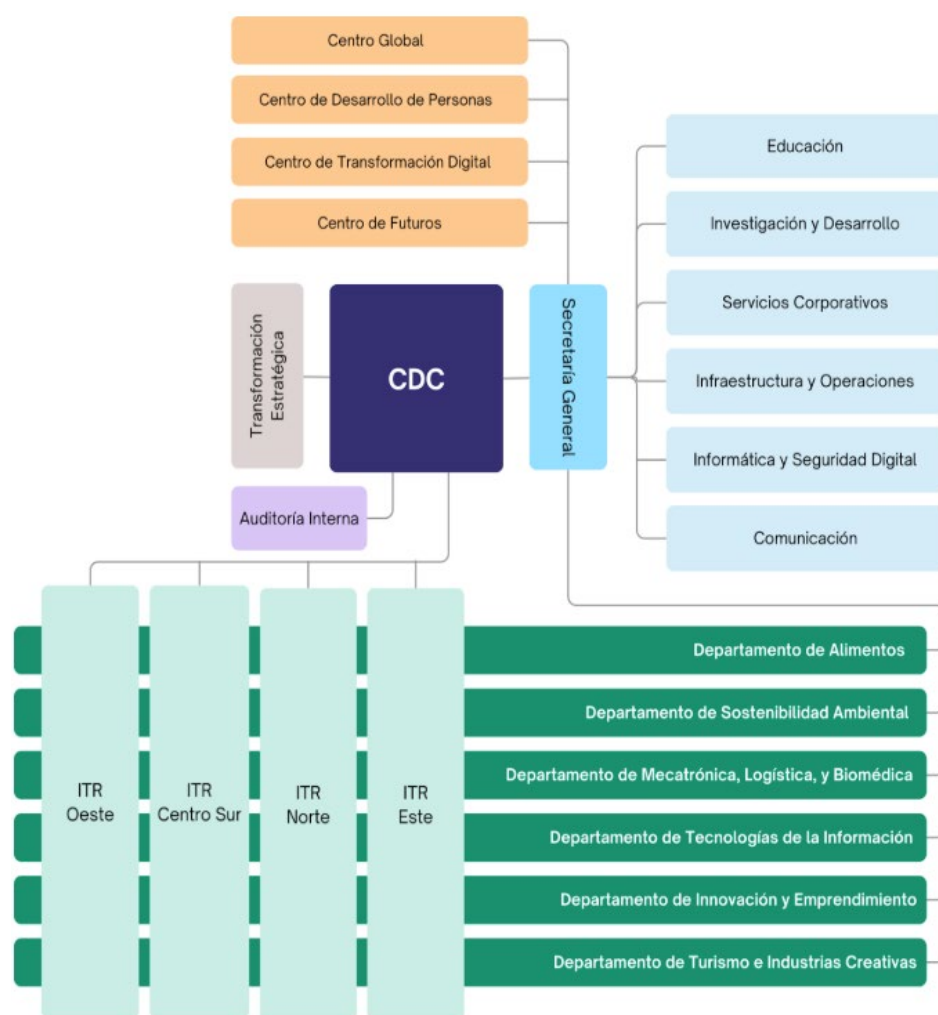 Centro Global
Centro de Desarrollo de Personas
Centro de Transformación Digital
Centro de Futuros
Educación
Investigación y Desarrollo
Servicios Corporativos
Infraestructura y Operaciones
Informática y Seguridad Digital
Comunicación
Transformación
Estratégica
CDC
Secretaría General
Auditoría Interna
ITR
Oeste
ITR
Centro Sur
ITR
Norte
ITR
Este
Departamento de Alimentos
Departamento de Sostenibilidad Ambiental
Departamento de Mecatrónica, Logística, y Biomédica
Departamento de Tecnologías de la Información
Departamento de Innovación y Emprendimiento
Departamento de Turismo e Industrias Creativas